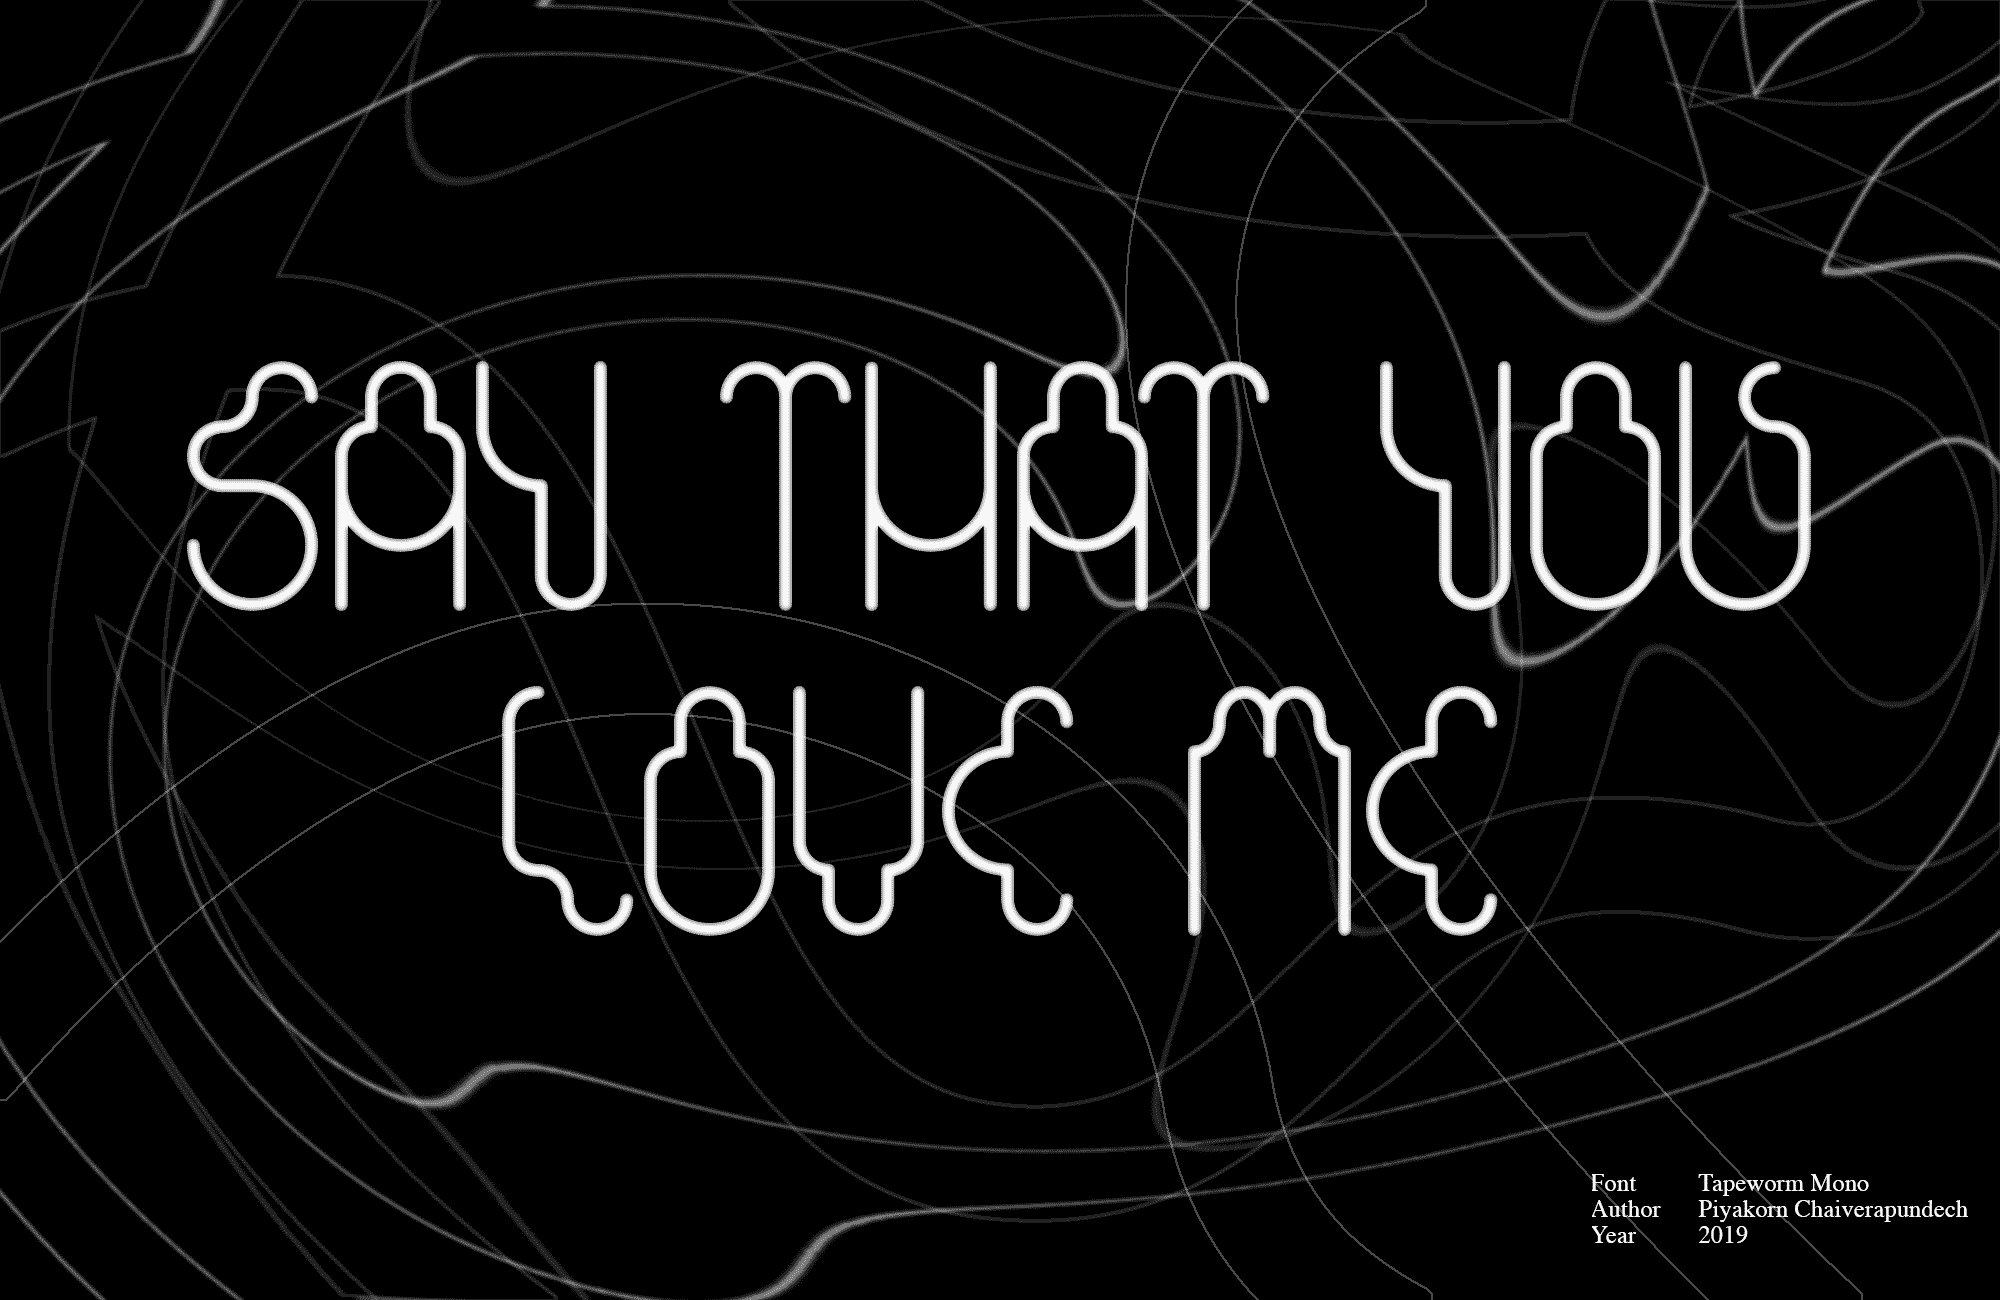 SAY THAT YOU
LOVE ME
Font Tapeworm Mono
Author Piyakorn Chaiverapundech
Year 2019